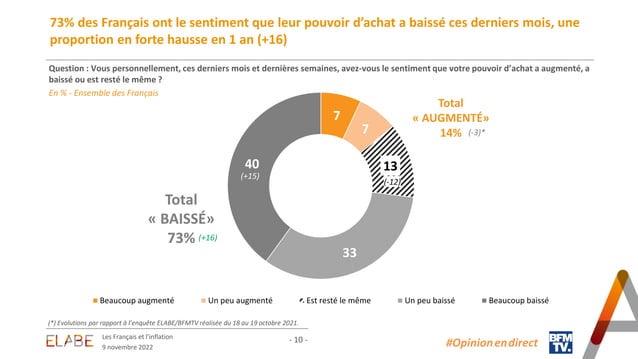 73% des Français ont le sentiment que leur pouvoir d’achat a baissé ces derniers mois, une
proportion en forte hausse en 1 an (+16)
Question : Vous personnellement, ces derniers mois et dernières semaines, avez-vous le sentiment que votre pouvoir d’achat a augmenté, a
baissé ou est resté le même ?
En % - Ensemble des Français
Total
« AUGMENTÉ»
14% (-3)*
7
7
13
(-12)
40
(+15)
33
Total
« BAISSÉ»
73% (+16)
Beaucoup augmenté
Un peu augmenté
Est resté le même
Un peu baissé
Beaucoup baissé
(*) Evolutions par rapport à l’enquête ELABE/BFMTV réalisée du 18 au 19 octobre 2021.
ELABE
Les Français et l’inflation
9 novembre 2022
- 10 -
#Opinion en direct
BFM
TV.